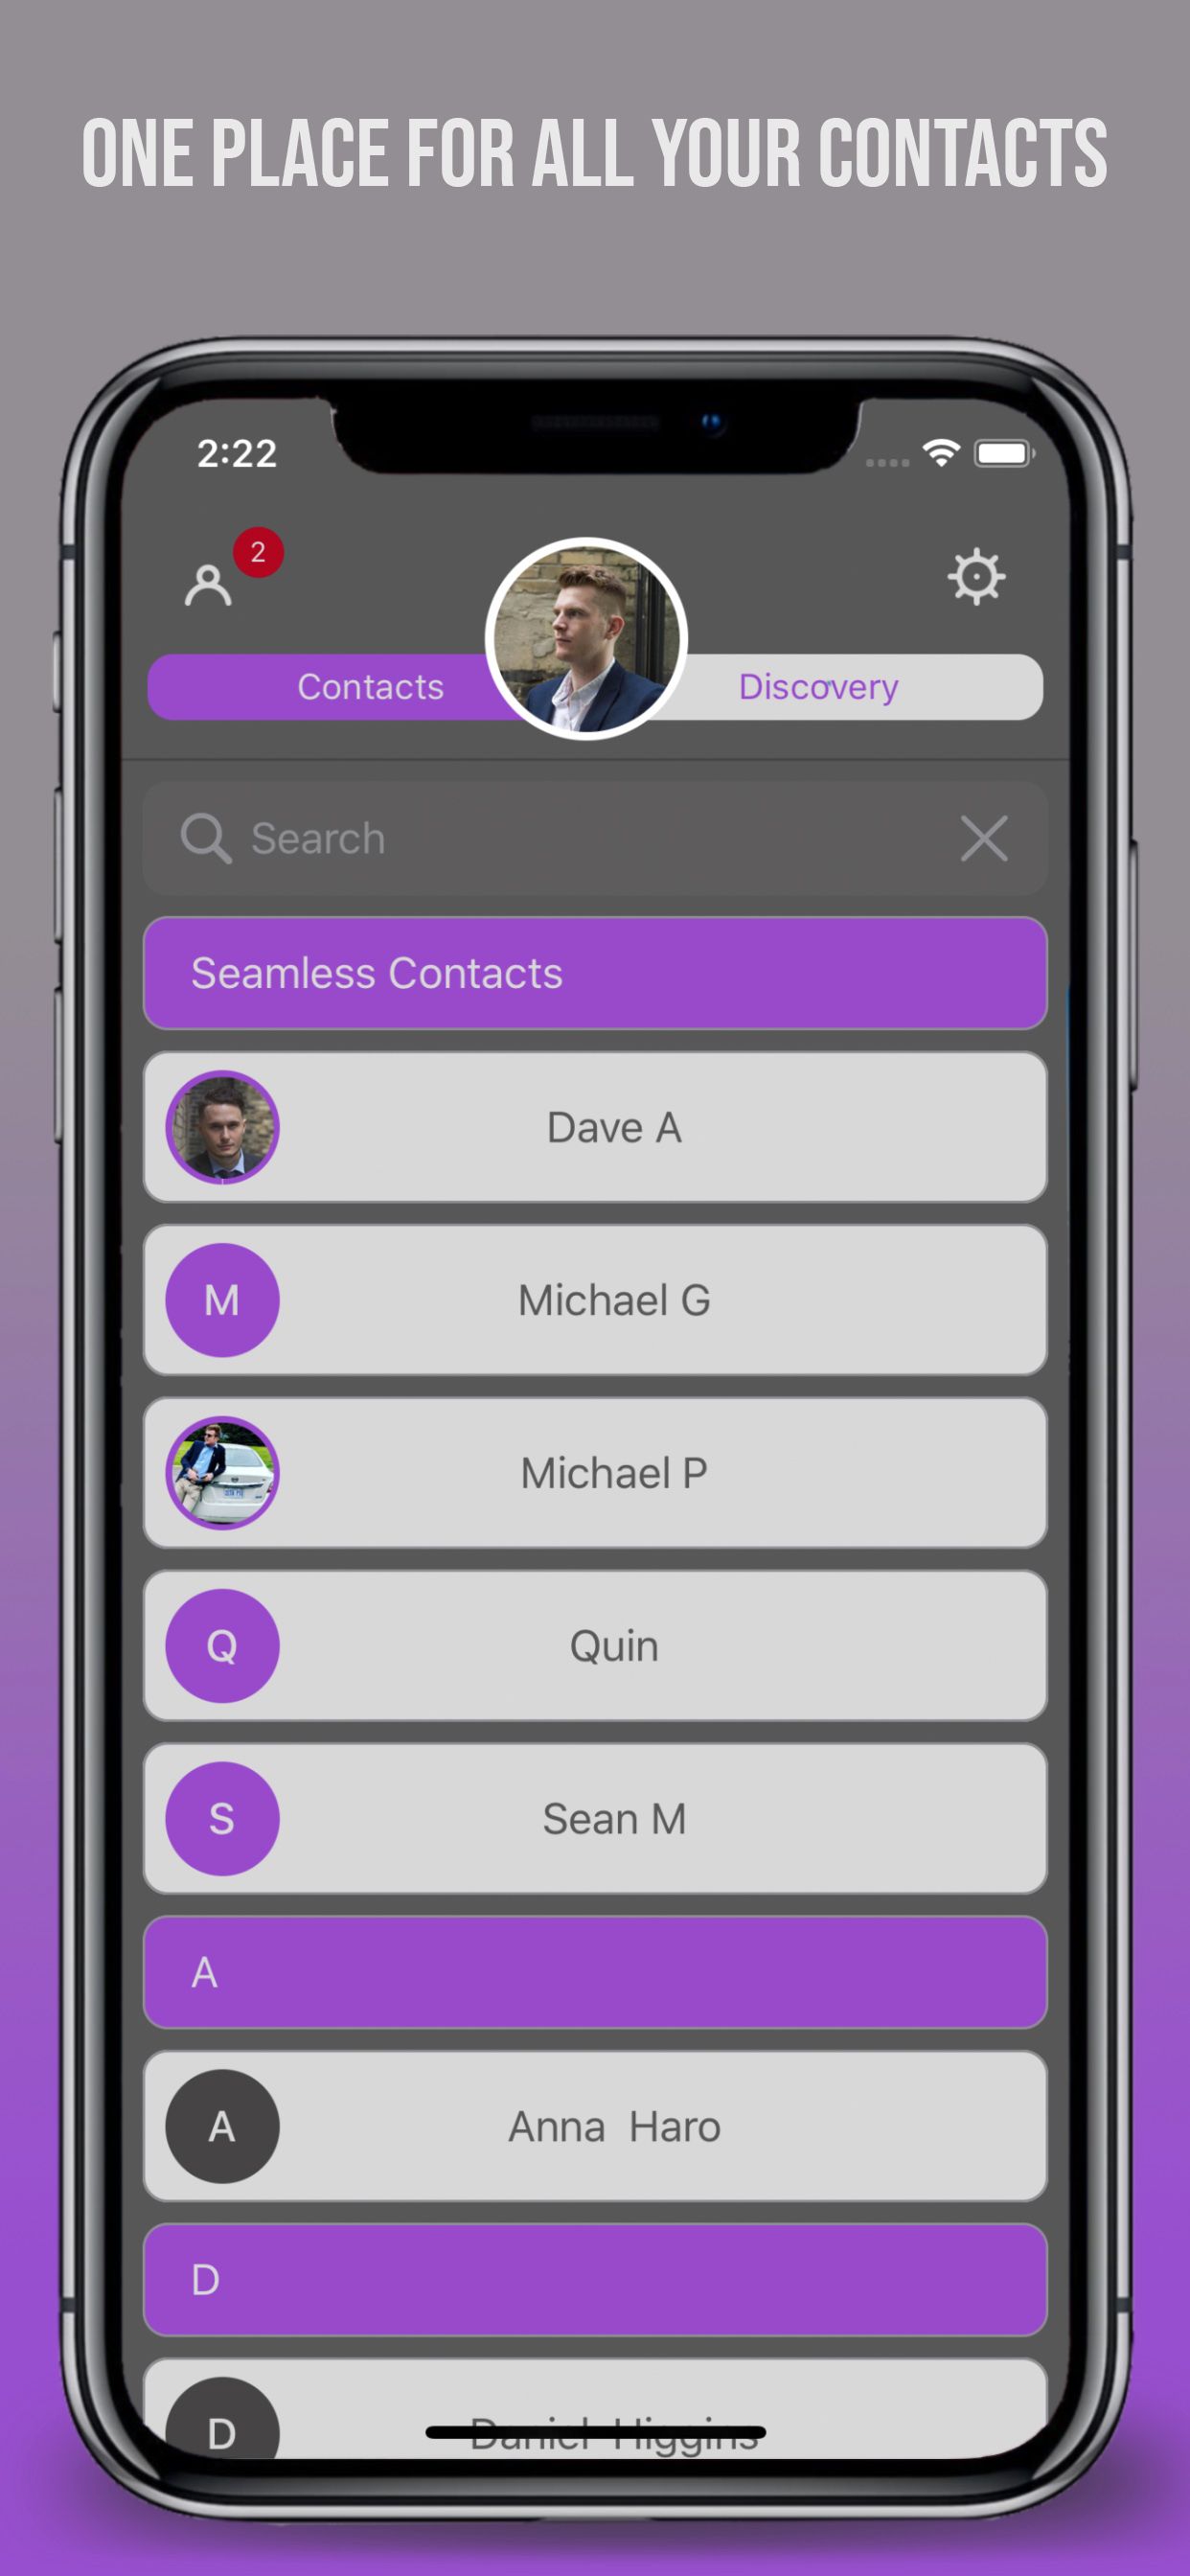 ONE PLACE FOR ALL YOUR CONTACTS
2:22
2
Contacts
Discovery
Search
Seamless Contacts
Dave A
M
Michael G
Michael P
Q
Quin
S
Sean M
A
A
Anna Haro
D
D
Daniel Higgins